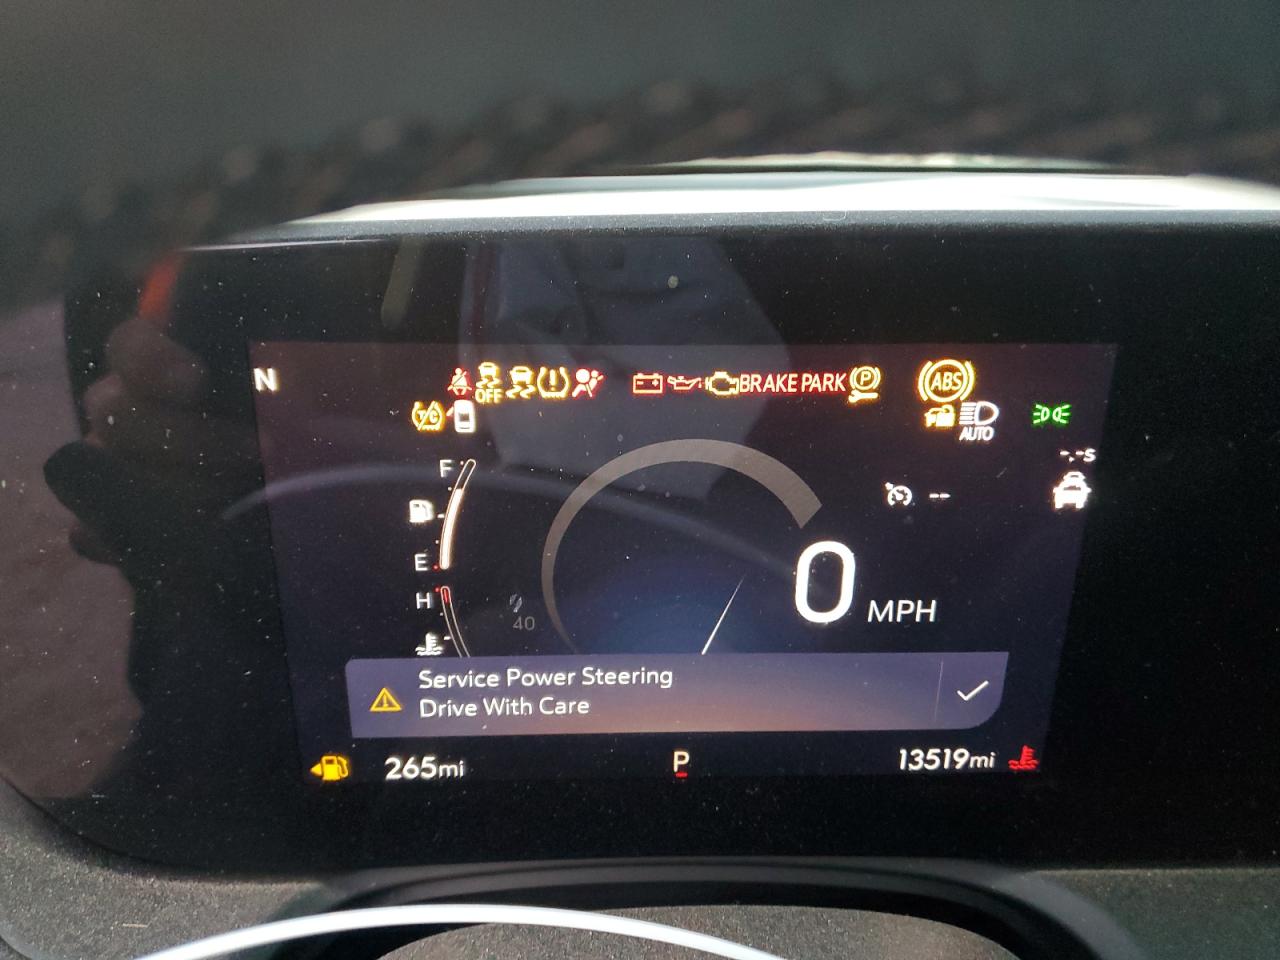 N
OFF
BRAKE PARK
P
ABS
T/C
AUTO
-.-s
F
--
E
0 MPH
H
40
Service Power Steering
Drive With Care
265mi
P
13519mi